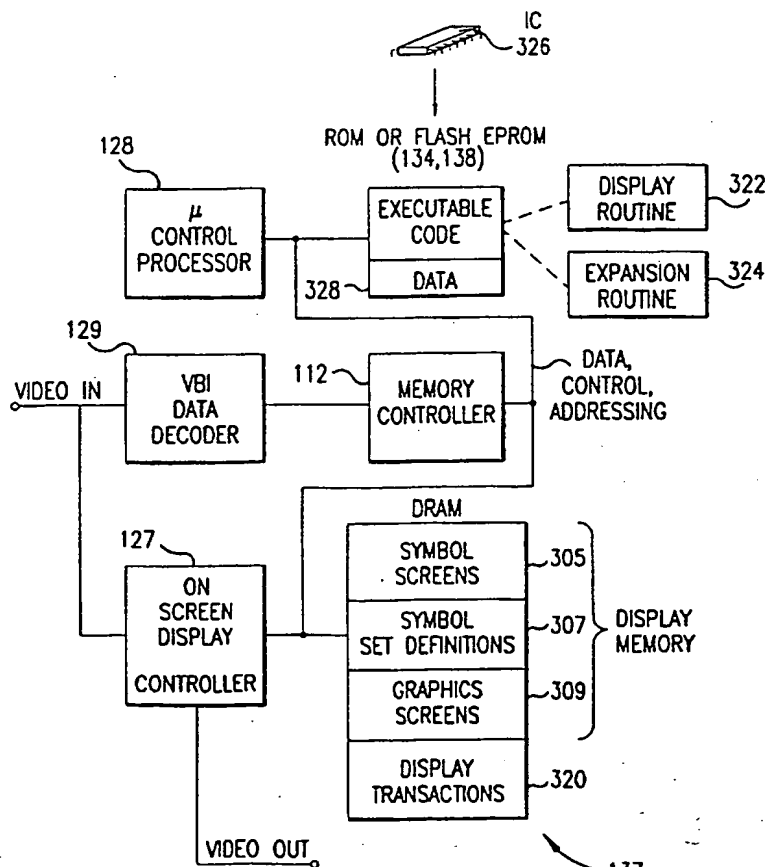 IC
326
ROM OR FLASH EPROM
(134,138)
128
μ
CONTROL
PROCESSOR
EXECUTABLE
CODE
328
DATA
DISPLAY
ROUTINE
322
EXPANSION
ROUTINE
324
129
VIDEO IN
VBI
DATA
DECODER
112
MEMORY
CONTROLLER
DATA,
CONTROL,
ADDRESSING
127
ON
SCREEN
DISPLAY
CONTROLLER
DRAM
SYMBOL
SCREENS
305
SYMBOL
SET DEFINITIONS
307
GRAPHICS
SCREENS
309
DISPLAY
MEMORY
DISPLAY
TRANSACTIONS
320
VIDEO OUT
137